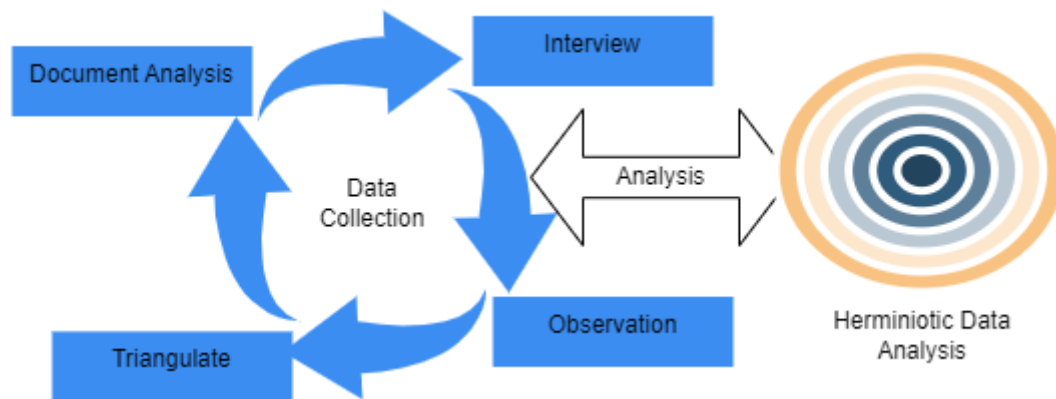 Interview
Document Analysis
Data
Collection
Analysis
Observation
Triangulate
Herminiotic Data
Analysis